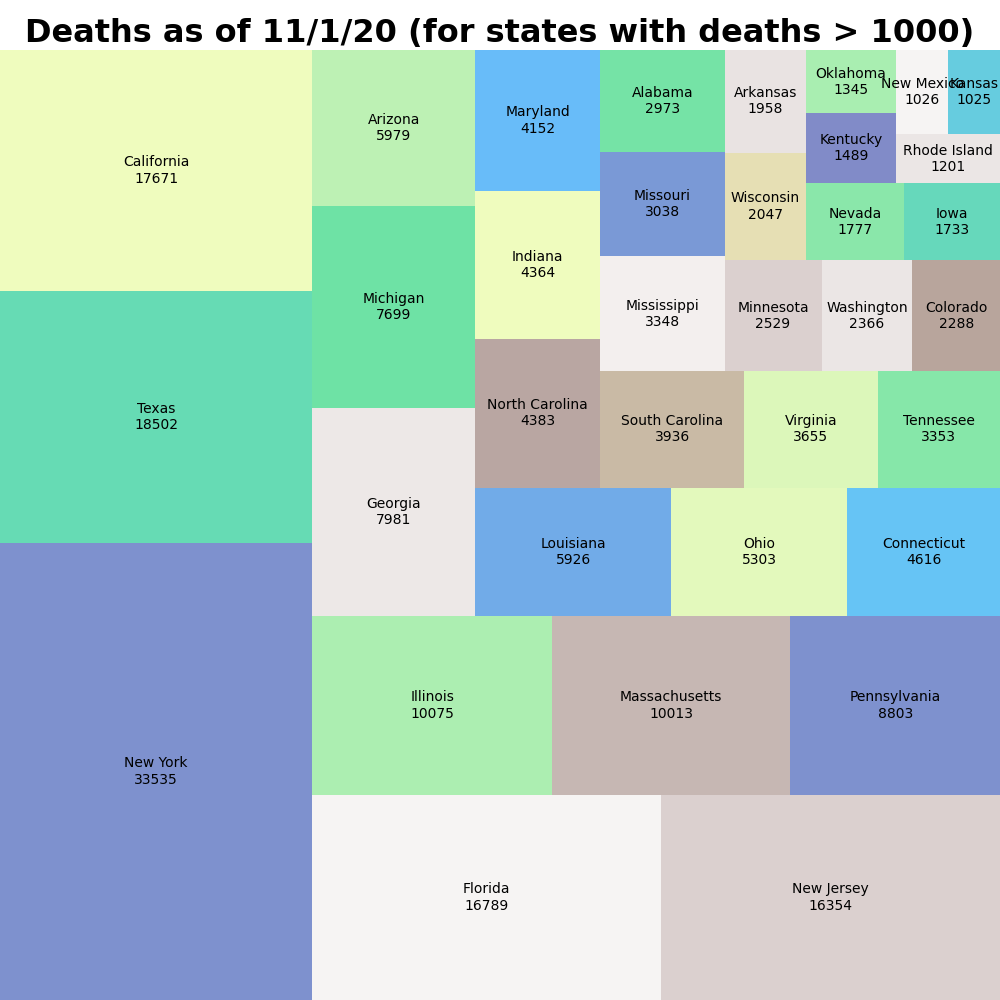 Deaths as of 11/1/20 (for states with deaths > 1000)
California
17671
Texas
18502
New York
33535
Arizona
5979
Michigan
7699
Georgia
7981
Maryland
4152
Indiana
4364
North Carolina
4383
Alabama
2973
Missouri
3038
Mississippi
3348
Arkansas
1958
Wisconsin
2047
Oklahoma
1345
Kentucky
1489
New Mexico
1026
Kansas
1025
Rhode Island
1201
Nevada
1777
Iowa
1733
Minnesota
2529
Washington
2366
Colorado
2288
South Carolina
3936
Virginia
3655
Tennessee
3353
Louisiana
5926
Ohio
5303
Connecticut
4616
Illinois
10075
Massachusetts
10013
Pennsylvania
8803
Florida
16789
New Jersey
16354